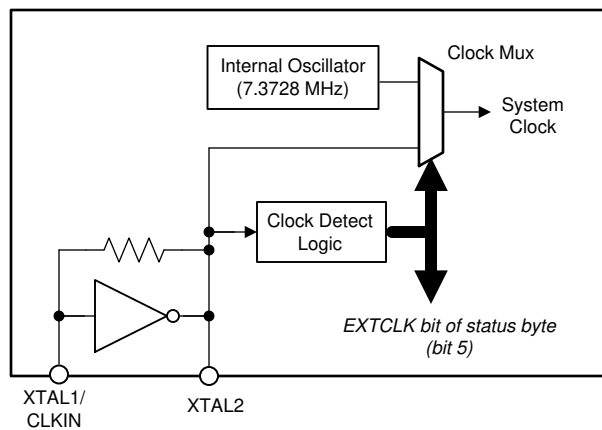 Clock Mux
Internal Oscillator
(7.3728 MHz)
System
Clock
Clock Detect
Logic
EXTCLK bit of status byte
(bit 5)
XTAL1/
CLKIN
XTAL2